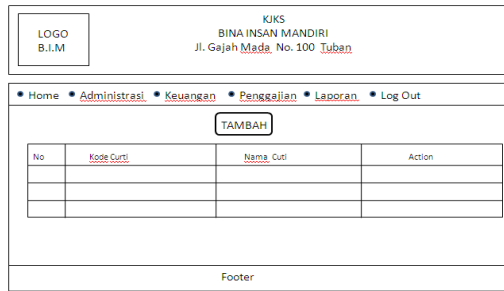 LOGO
B.I.M
KJKS
BINA INSAN MANDIRI
Jl. Gajah Mada No. 100 Tuban
Home Administrasi Keuangan Penggajian Laporan Log Out
TAMBAH
No Kode Curti Nama Cuti Action
Footer